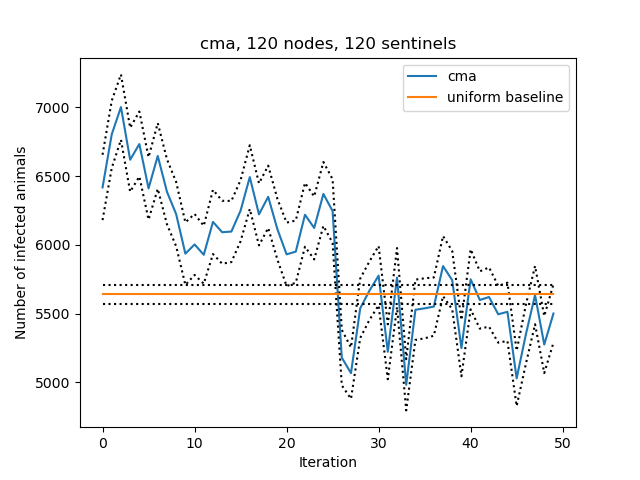 cma, 120 nodes, 120 sentinels
cma
uniform baseline
Number of infected animals
7000
6500
6000
5500
5000
0 10 20 30 40 50
Iteration